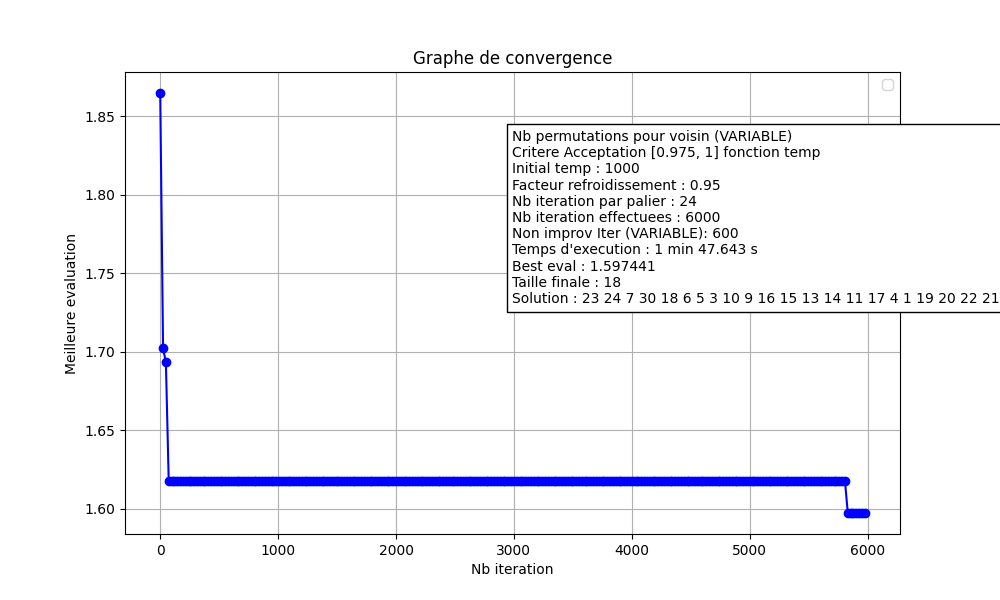 Graphe de convergence
Meilleure evaluation
1.85
1.80
1.75
1.70
1.65
1.60
Nb permutations pour voisin (VARIABLE)
Critere Acceptation [0.975, 1] fonction temp
Initial temp : 1000
Facteur refroidissement : 0.95
Nb iteration par palier : 24
Nb iteration effectuees : 6000
Non improv Iter (VARIABLE): 600
Temps d'execution : 1 min 47.643 s
Best eval : 1.597441
Taille finale : 18
Solution : 23 24 7 30 18 6 5 3 10 9 16 15 13 14 11 17 4 1 19 20 22 21
0 1000 2000 3000 4000 5000 6000
Nb iteration